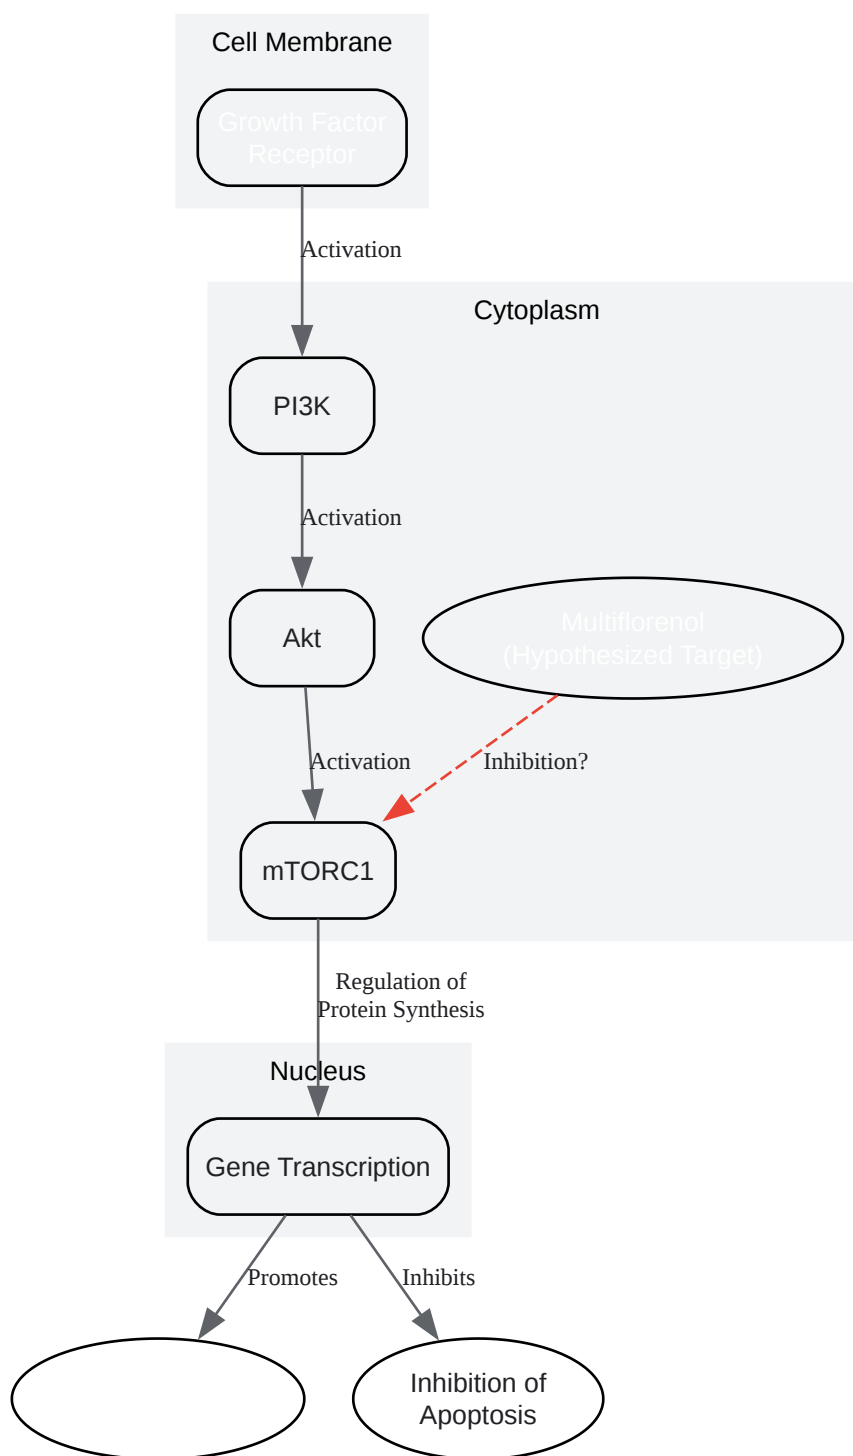 Cell Membrane
Growth Factor
Receptor
Activation
Cytoplasm
PI3K
Activation
Akt
Multiflorenol
(Hypothesized Target)
Activation
Inhibition?
mTORC1
Regulation of
Protein Synthesis
Nucleus
Gene Transcription
Promotes
Inhibits
Inhibition of
Apoptosis